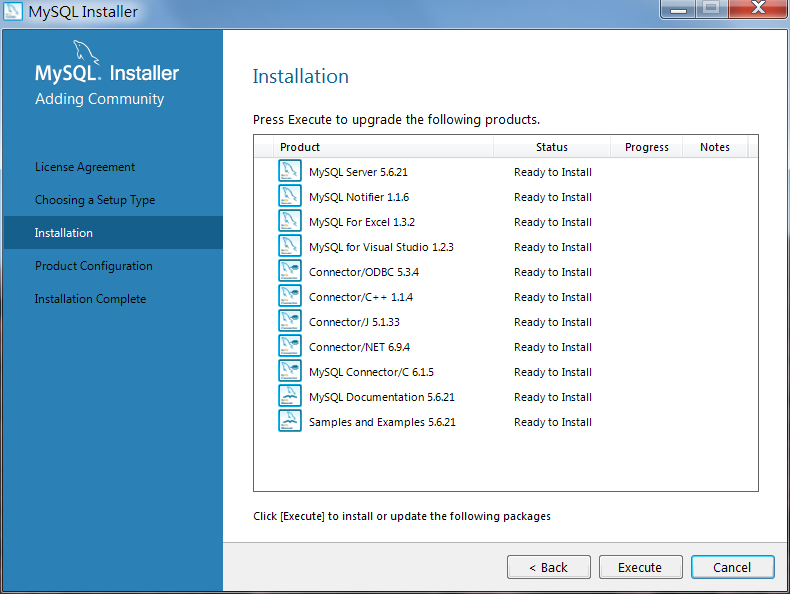 MySQL Installer
MySQL. Installer
Adding Community
License Agreement
Choosing a Setup Type
Installation
Product Configuration
Installation Complete
Installation
Press Execute to upgrade the following products.
Product Status Progress Notes
MySQL Server 5.6.21 Ready to Install
MySQL Notifier 1.1.6 Ready to Install
MySQL For Excel 1.3.2 Ready to Install
MySQL for Visual Studio 1.2.3 Ready to Install
Connector/ODBC 5.3.4 Ready to Install
Connector/C++ 1.1.4 Ready to Install
Connector/J 5.1.33 Ready to Install
Connector/NET 6.9.4 Ready to Install
MySQL Connector/C 6.1.5 Ready to Install
MySQL Documentation 5.6.21 Ready to Install
Samples and Examples 5.6.21 Ready to Install
Click [Execute] to install or update the following packages
< Back Execute Cancel